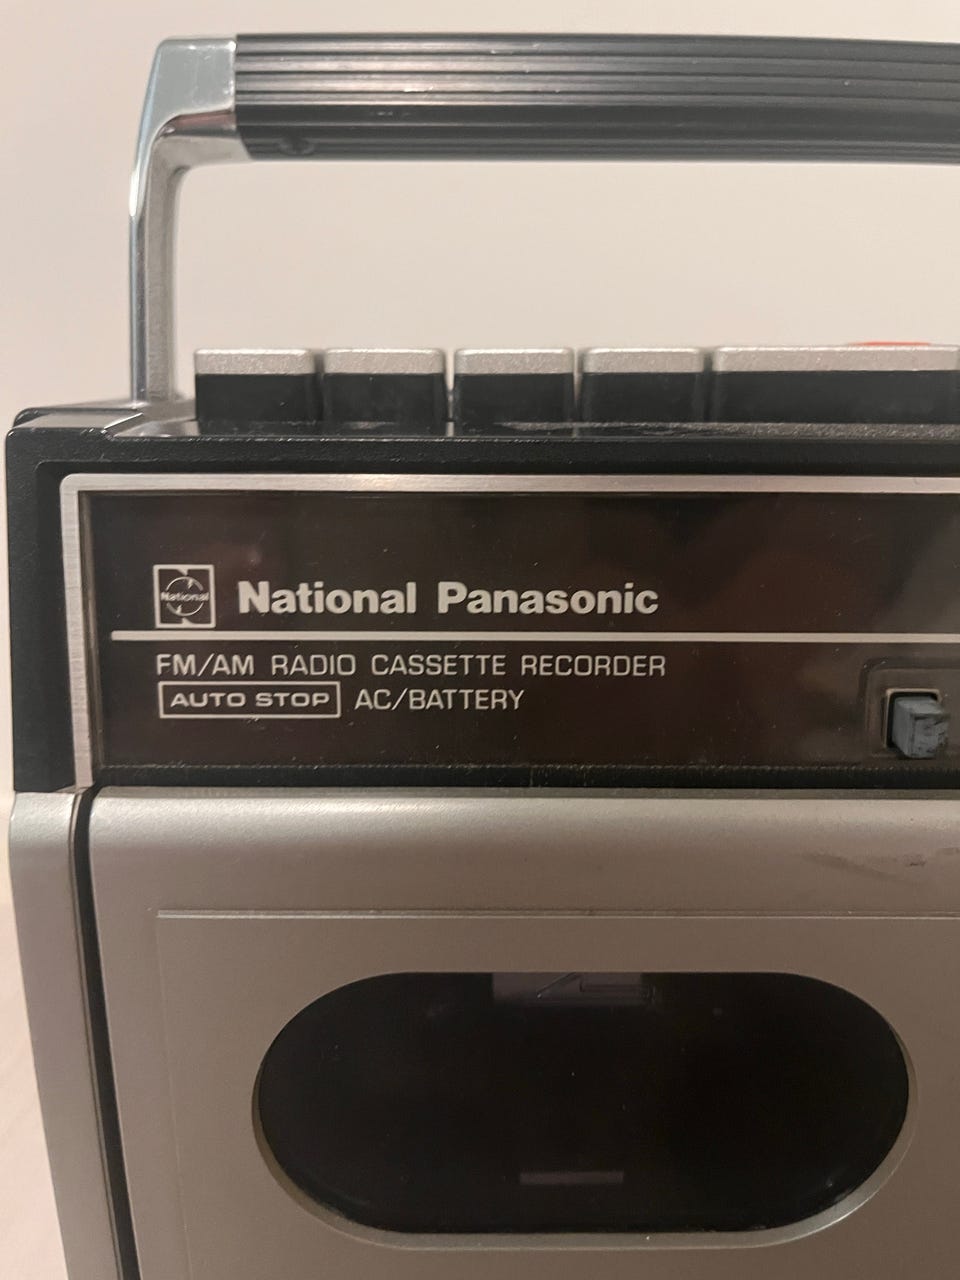 National
National Panasonic
FM/AM RADIO CASSETTE RECORDER
AUTO STOP AC/BATTERY